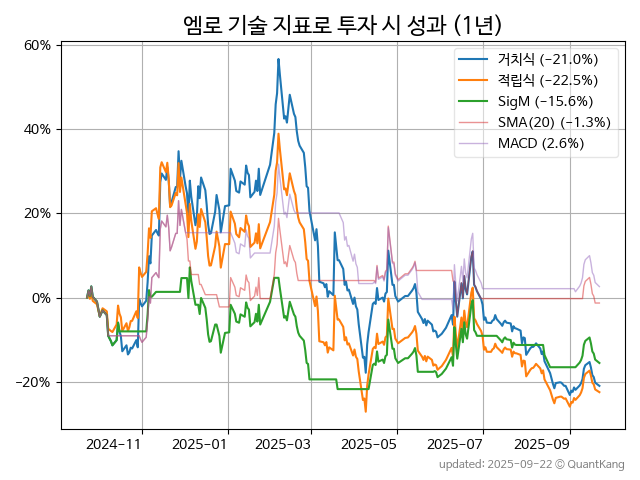 엠로 기술 지표로 투자 시 성과 (1년)
60%
40%
20%
0%
−20%
거치식 (−21.0%)
적립식 (−22.5%)
SigM (−15.6%)
SMA(20) (−1.3%)
MACD (2.6%)
2024-11
2025-01
2025-03
2025-05
2025-07
2025-09
updated: 2025-09-22 © QuantKang